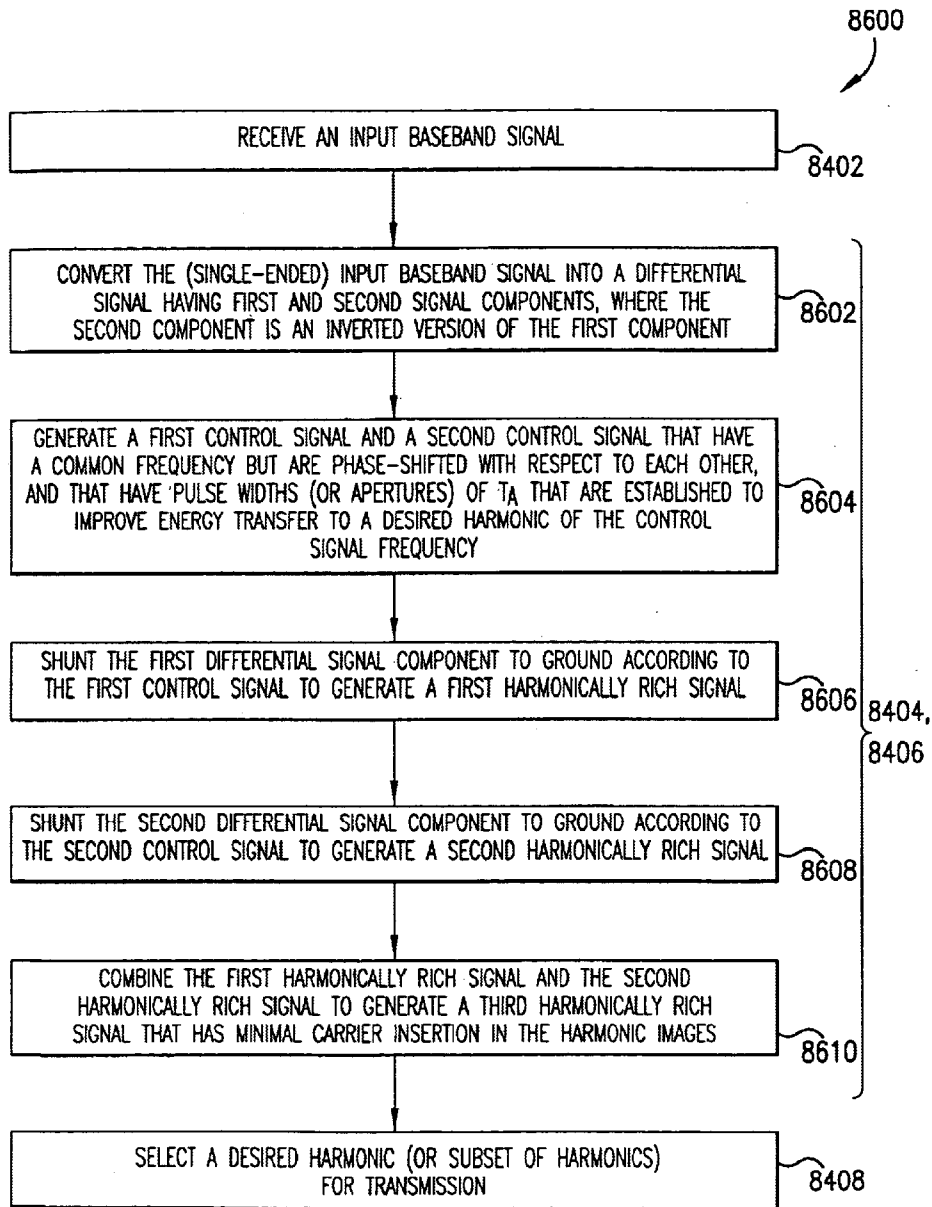 8600
RECEIVE AN INPUT BASEBAND SIGNAL
8402
CONVERT THE (SINGLE-ENDED) INPUT BASEBAND SIGNAL INTO A DIFFERENTIAL
SIGNAL HAVING FIRST AND SECOND SIGNAL COMPONENTS, WHERE THE
SECOND COMPONENT IS AN INVERTED VERSION OF THE FIRST COMPONENT
8602
GENERATE A FIRST CONTROL SIGNAL AND A SECOND CONTROL SIGNAL THAT HAVE
A COMMON FREQUENCY BUT ARE PHASE-SHIFTED WITH RESPECT TO EACH OTHER,
AND THAT HAVE PULSE WIDTHS (OR APERTURES) OF TA THAT ARE ESTABLISHED TO
IMPROVE ENERGY TRANSFER TO A DESIRED HARMONIC OF THE CONTROL
SIGNAL FREQUENCY
8604
SHUNT THE FIRST DIFFERENTIAL SIGNAL COMPONENT TO GROUND ACCORDING TO
THE FIRST CONTROL SIGNAL TO GENERATE A FIRST HARMONICALLY RICH SIGNAL
8606
8404,
8406
SHUNT THE SECOND DIFFERENTIAL SIGNAL COMPONENT TO GROUND ACCORDING TO
THE SECOND CONTROL SIGNAL TO GENERATE A SECOND HARMONICALLY RICH SIGNAL
8608
COMBINE THE FIRST HARMONICALLY RICH SIGNAL AND THE SECOND
HARMONICALLY RICH SIGNAL TO GENERATE A THIRD HARMONICALLY RICH
SIGNAL THAT HAS MINIMAL CARRIER INSERTION IN THE HARMONIC IMAGES
8610
SELECT A DESIRED HARMONIC (OR SUBSET OF HARMONICS)
FOR TRANSMISSION
8408